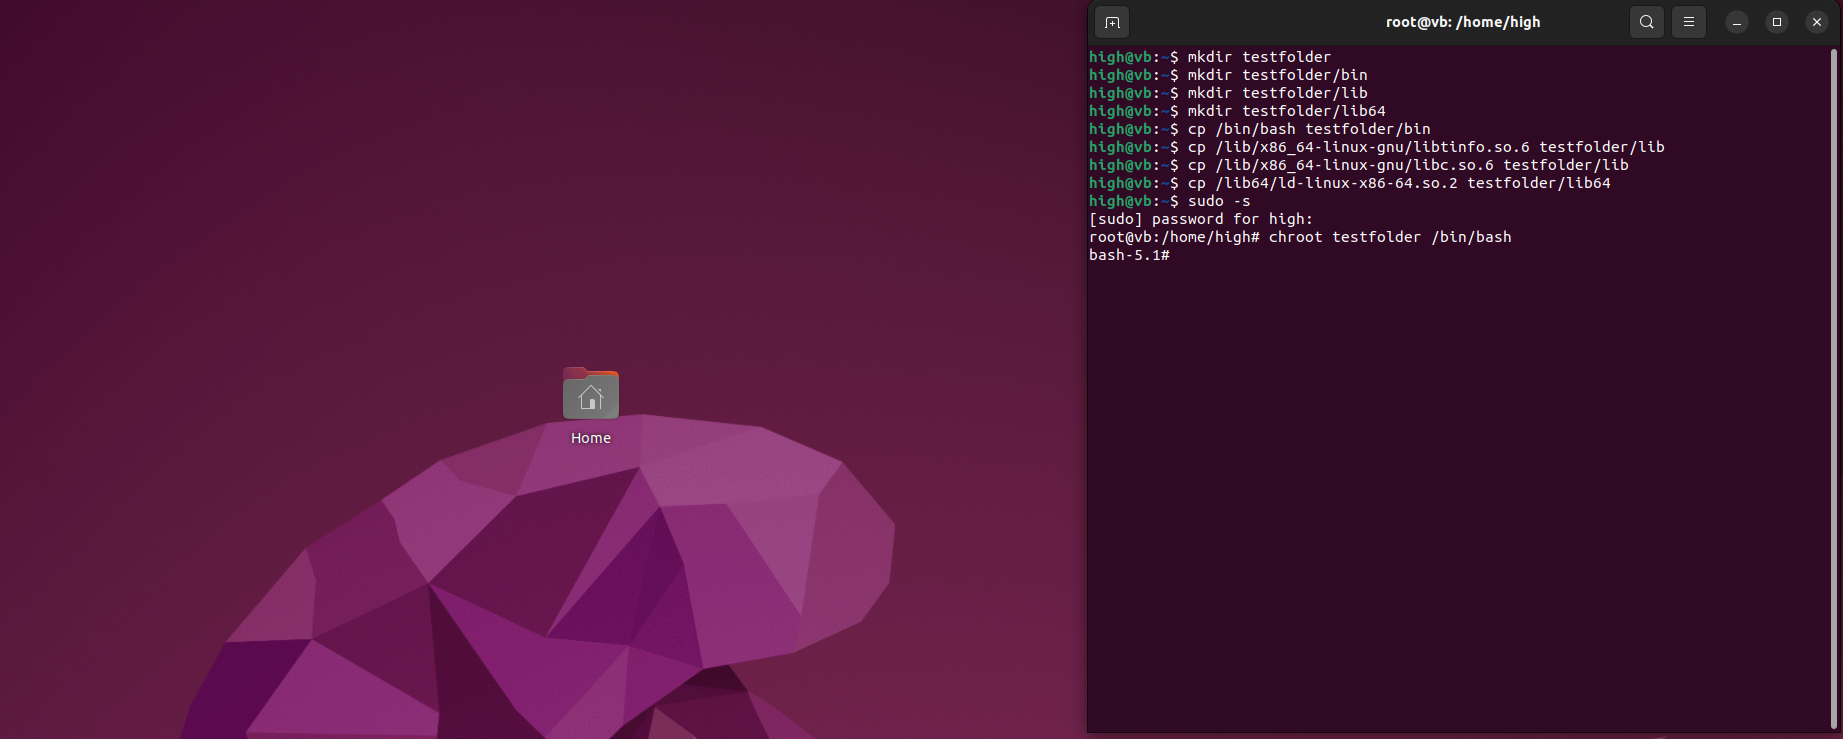 root@vb: /home/high
high@vb:~$ mkdir testfolder
high@vb:~$ mkdir testfolder/bin
high@vb:~$ mkdir testfolder/lib
high@vb:~$ mkdir testfolder/lib64
high@vb:~$ cp /bin/bash testfolder/bin
high@vb:~$ cp /lib/x86_64-linux-gnu/libtinfo.so.6 testfolder/lib
high@vb:~$ cp /lib/x86_64-linux-gnu/libc.so.6 testfolder/lib
high@vb:~$ cp /lib64/ld-linux-x86-64.so.2 testfolder/lib64
high@vb:~$ sudo -s
[sudo] password for high:
root@vb:/home/high# chroot testfolder /bin/bash
bash-5.1#
Home